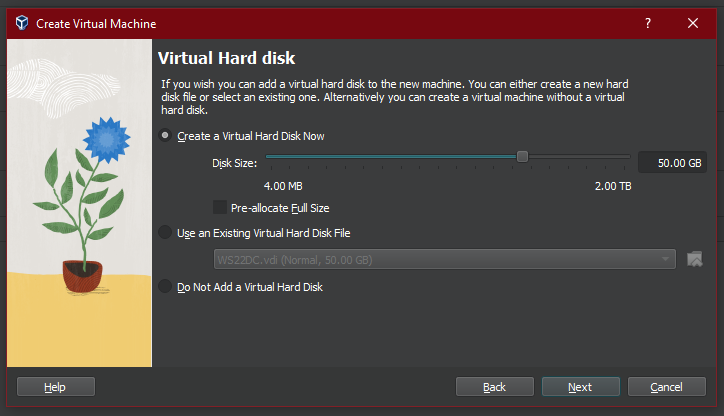 Create Virtual Machine
?
Virtual Hard disk
If you wish you can add a virtual hard disk to the new machine. You can either create a new hard
disk file or select an existing one. Alternatively you can create a virtual machine without a virtual
hard disk.
Create a Virtual Hard Disk Now
Disk Size:
50.00 GB
4.00 MB
2.00 TB
Pre-allocate Full Size
Use an Existing Virtual Hard Disk File
WS22DC.vdi (Normal, 50.00 GB)
Do Not Add a Virtual Hard Disk
Help
Back
Next
Cancel